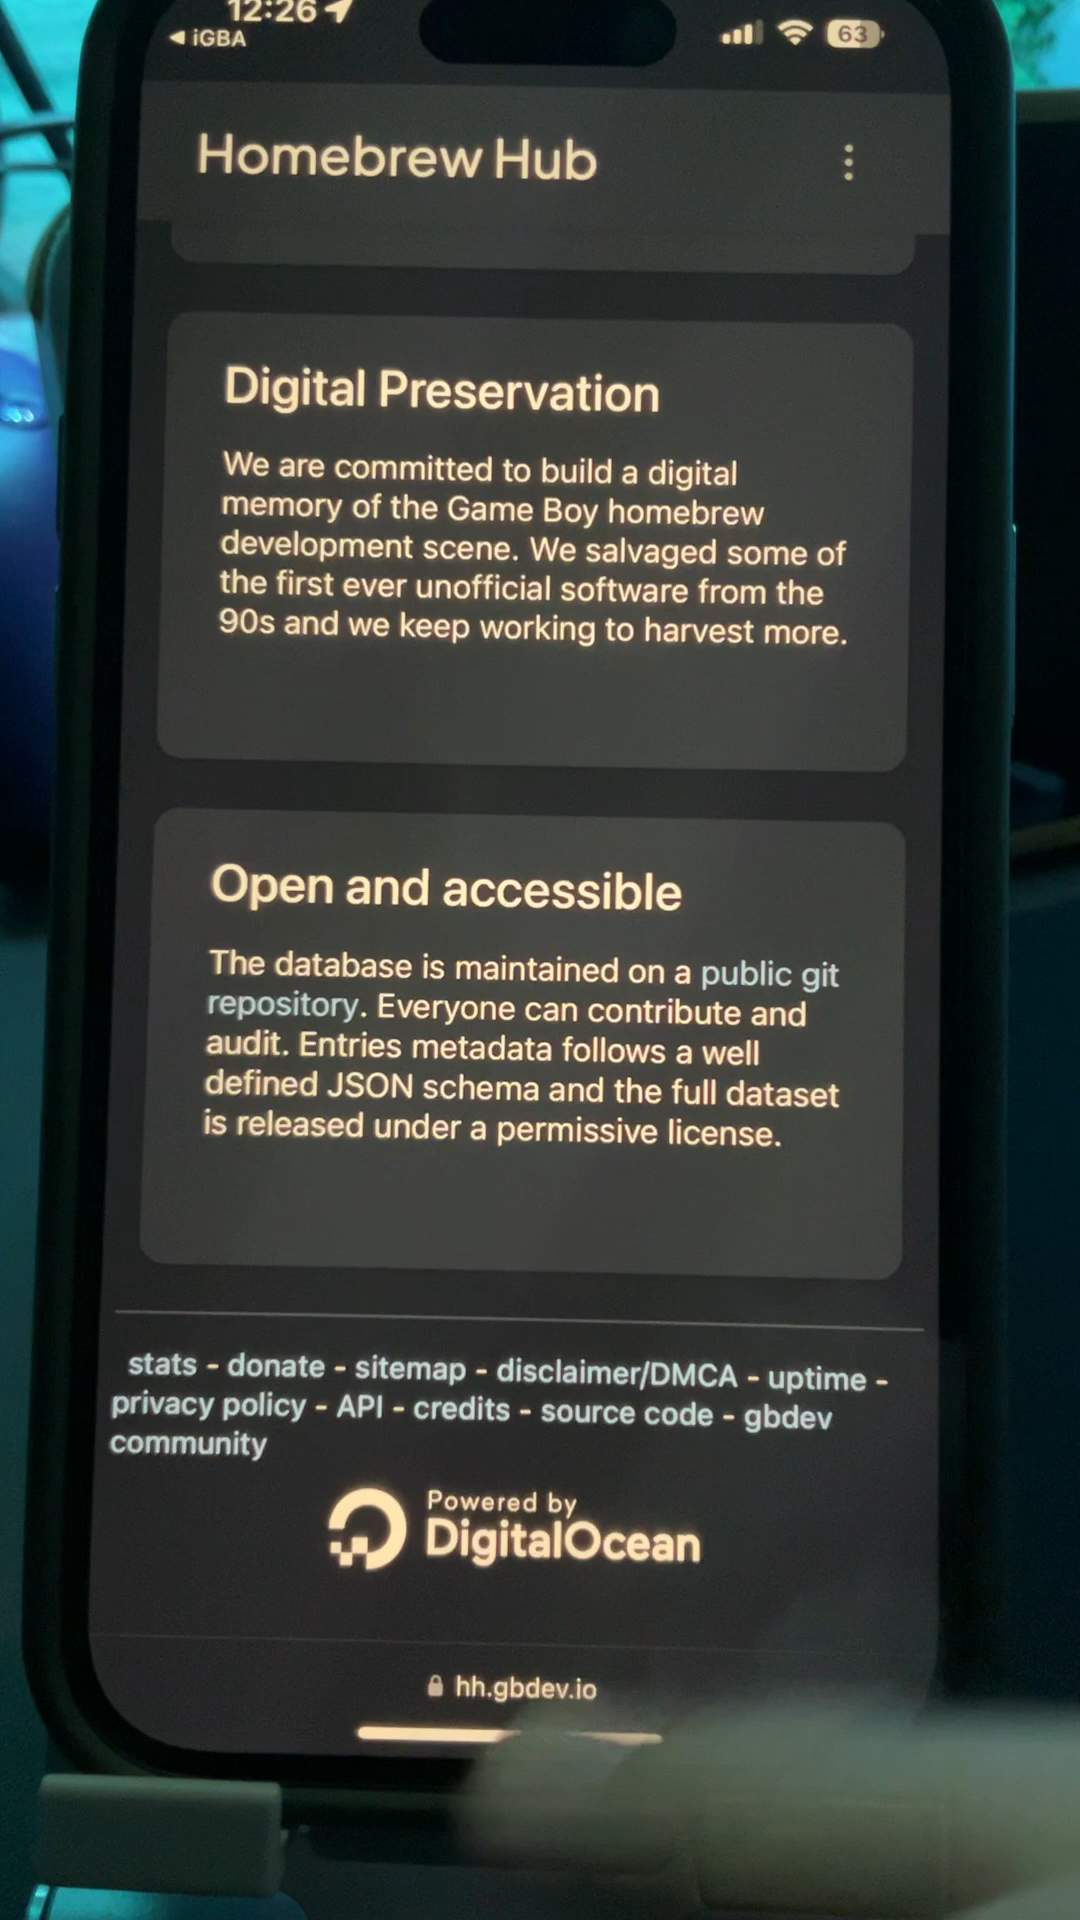 12:26
◀ iGBA
63
Homebrew Hub
Digital Preservation
We are committed to build a digital
memory of the Game Boy homebrew
development scene. We salvaged some of
the first ever unofficial software from the
90s and we keep working to harvest more.
Open and accessible
The database is maintained on a public git
repository. Everyone can contribute and
audit. Entries metadata follows a well
defined JSON schema and the full dataset
is released under a permissive license.
stats - donate - sitemap - disclaimer/DMCA - uptime -
privacy policy - API - credits - source code - gbdev
community
Powered by
DigitalOcean
hh.gbdev.io